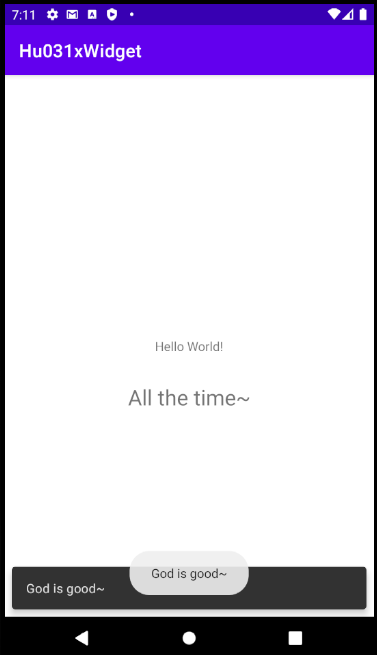 7:11
Hu031xWidget
Hello World!
All the time~
God is good~
God is good~